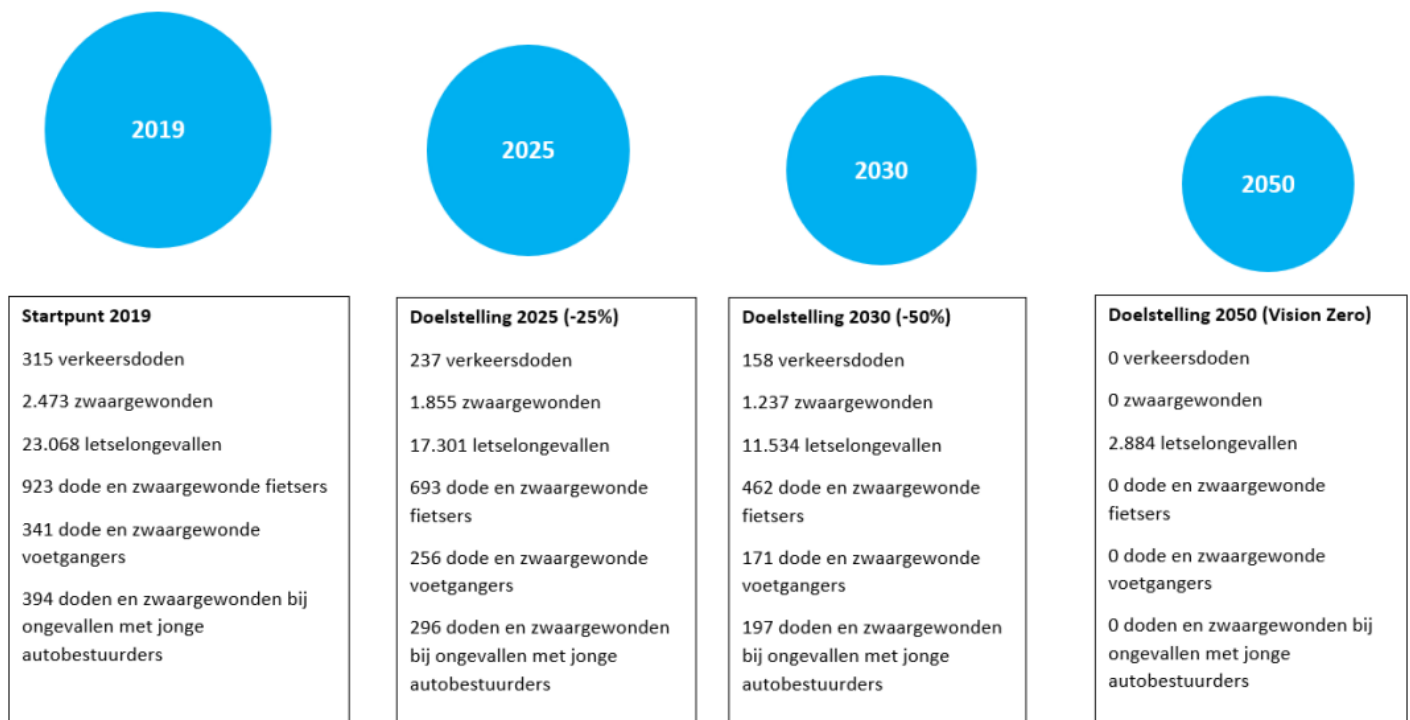 2019
2025
2030
2050
Startpunt 2019
315 verkeersdoden
2.473 zwaargewonden
23.068 letselongevallen
923 dode en zwaargewonde fietsers
341 dode en zwaargewonde
voetgangers
394 doden en zwaargewonden bij
ongevallen met jonge
autobestuurders
Doelstelling 2025 (-25%)
237 verkeersdoden
1.855 zwaargewonden
17.301 letselongevallen
693 dode en zwaargewonde
fietsers
256 dode en zwaargewonde
voetgangers
296 doden en zwaargewonden
bij ongevallen met jonge
autobestuurders
Doelstelling 2030 (-50%)
158 verkeersdoden
1.237 zwaargewonden
11.534 letselongevallen
462 dode en zwaargewonde
fietsers
171 dode en zwaargewonde
voetgangers
197 doden en zwaargewonden
bij ongevallen met jonge
autobestuurders
Doelstelling 2050 (Vision Zero)
0 verkeersdoden
0 zwaargewonden
2.884 letselongevallen
0 dode en zwaargewonde
fietsers
0 dode en zwaargewonde
voetgangers
0 doden en zwaargewonden bij
ongevallen met jonge
autobestuurders